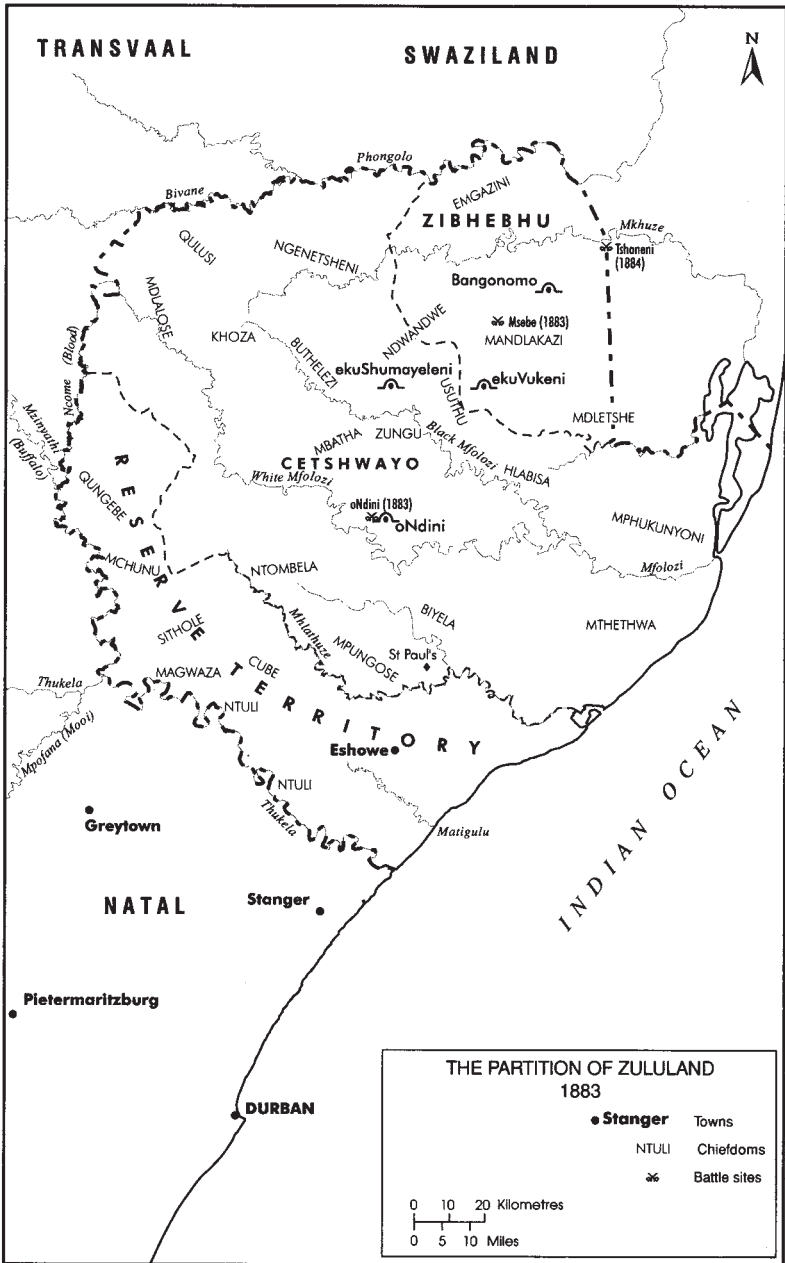 TRANSVAAL
SWAZILAND
N
Phongolo
Bivane
EMGAZINI
ZIBHEBHU
Mkhuze
QULUSI
NGENETSHENI
Tshaneni
(1884)
Bangonomo
MDLALOSE
Msebe (1883)
NDWANDWE
MANDLAKAZI
KHOZA
BUTHELEZI
Ncome (Blood)
ekuShumayeleni
USUTHU
ekuVukeni
MDLETSHE
Mzinyathi
(Buffalo)
MBATHA
ZUNGU
Black Mfolozi
CETSHWAYO
HLABISA
White Mfolozi
QUNGEBE
oNdini (1883)
oNdini
MPHUKUNYONI
MCHUNU
NTOMBELA
Mfolozi
Mhlathuze
BIYELA
MTHETHWA
SITHOLE
MPUNGOSE
St Paul's
CUBE
MAGWAZA
Thukela
RESERVE TERRITORY
NTULI
Mpofana (Mooi)
Eshowe
NTULI
Thukela
Matigulu
Greytown
INDIAN OCEAN
NATAL
Stanger
Pietermaritzburg
DURBAN
THE PARTITION OF ZULULAND
1883
Stanger Towns
NTULI Chiefdoms
Battle sites
0 10 20 Kilometres
0 5 10 Miles